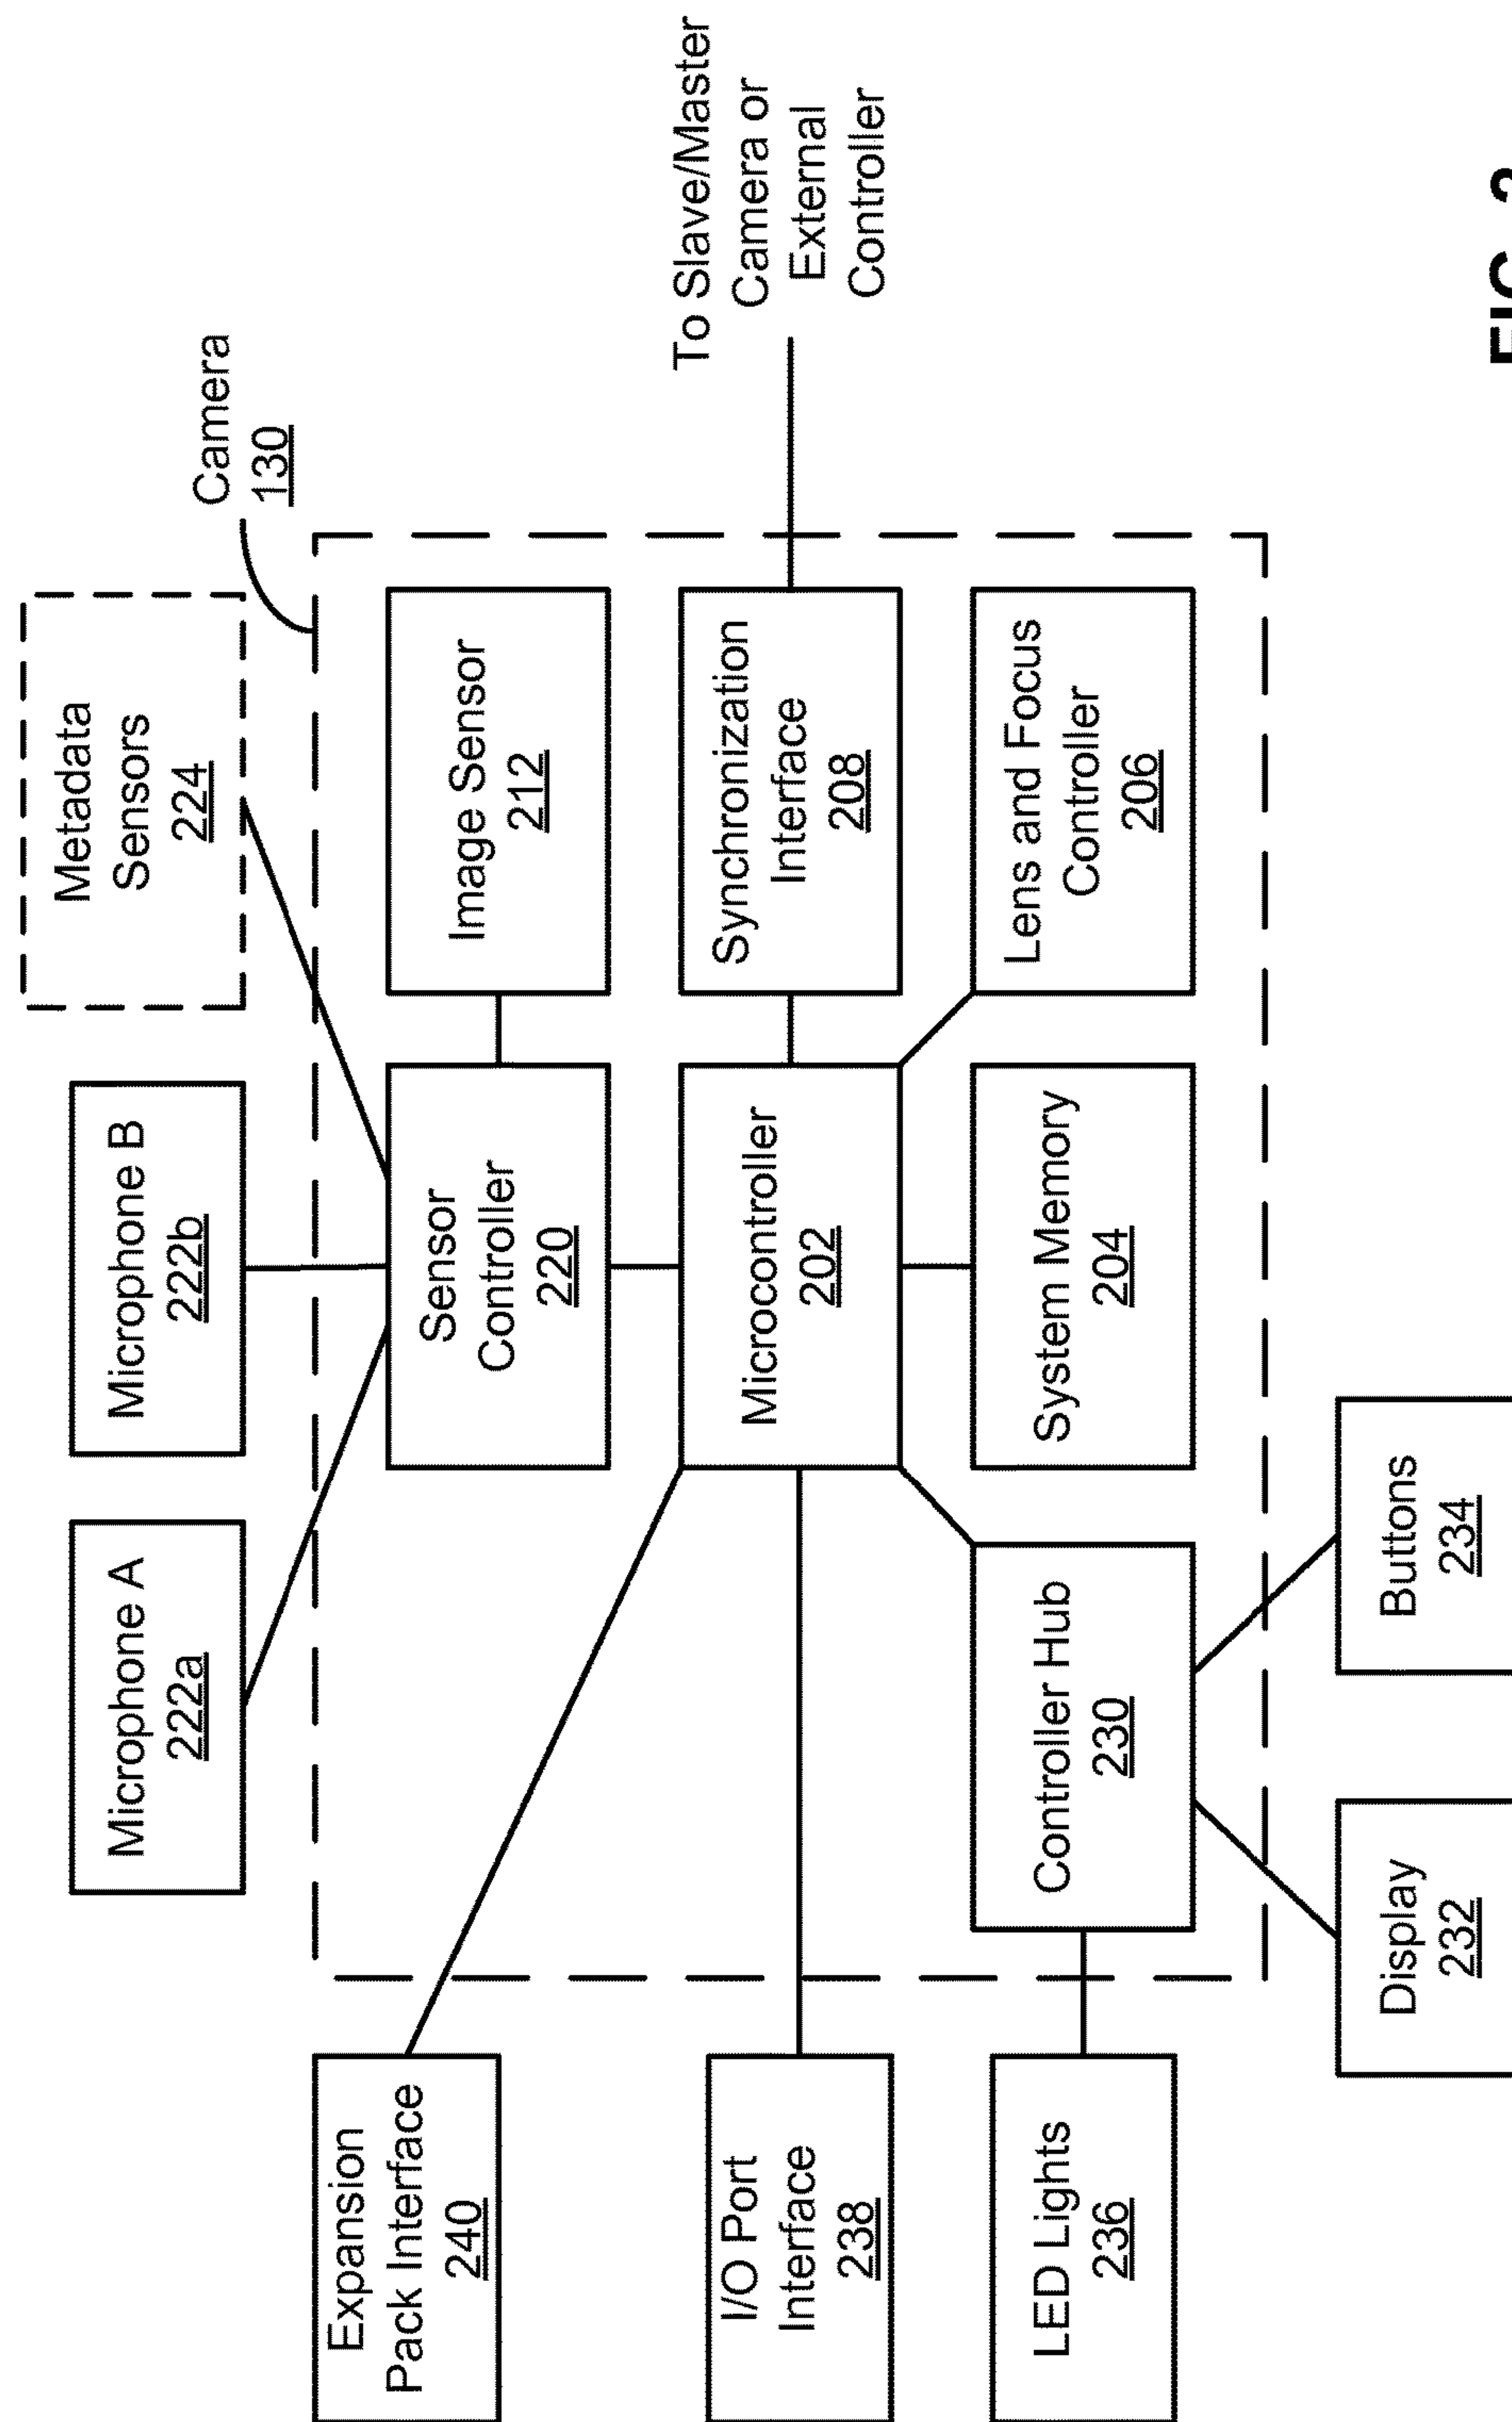 Microphone A
222a
Microphone B
222b
Metadata
Sensors
224
Camera
130
Expansion
Pack Interface
240
Sensor
Controller
220
Image Sensor
212
I/O Port
Interface
238
Microcontroller
202
Synchronization
Interface
208
To Slave/Master
Camera or
External
Controller
LED Lights
236
Controller Hub
230
System Memory
204
Lens and Focus
Controller
206
Display
232
Buttons
234
FIG.